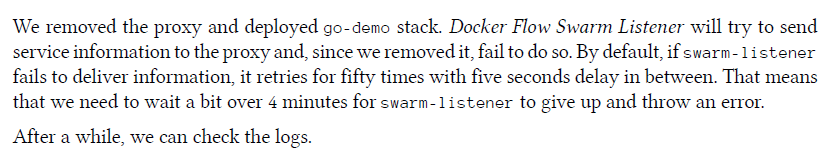 We removed the proxy and deployed go-demo stack. Docker Flow Swarm Listener will try to send
service information to the proxy and, since we removed it, fail to do so. By default, if swarm-listener
fails to deliver information, it retries for fifty times with five seconds delay in between. That means
that we need to wait a bit over 4 minutes for swarm-listener to give up and throw an error.
After a while, we can check the logs.